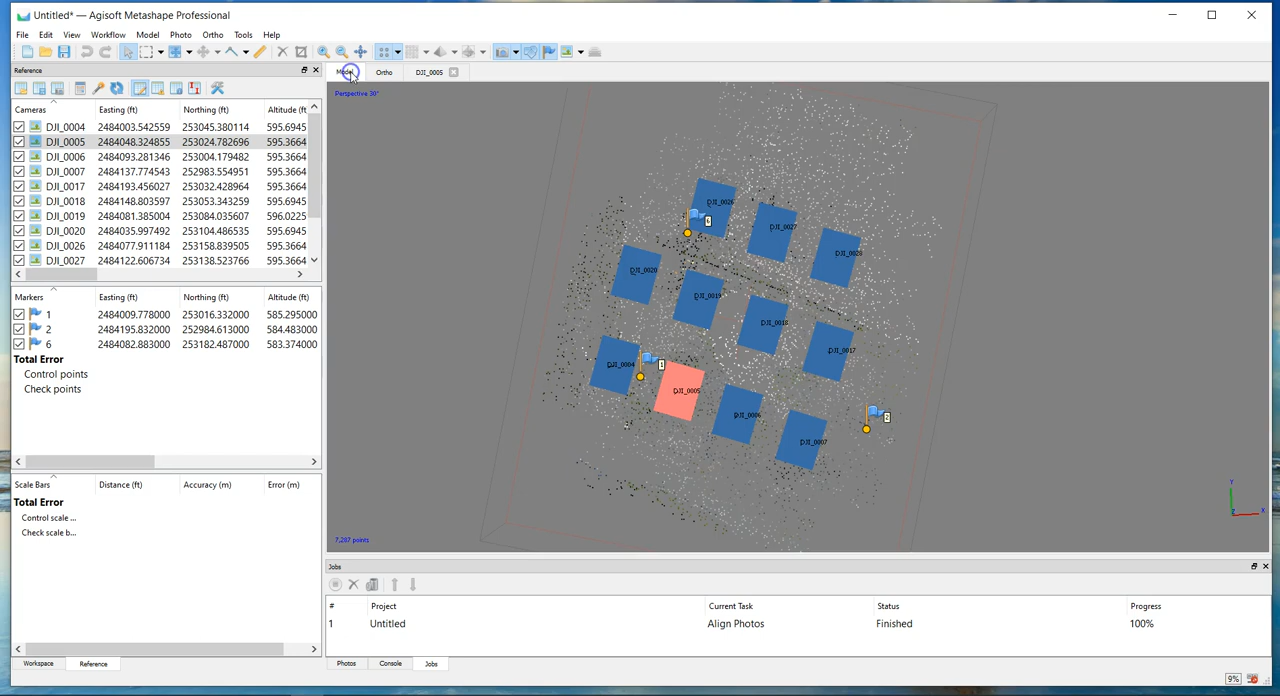 Untitled* — Agisoft Metashape Professional
File Edit View Workflow Model Photo Ortho Tools Help
Reference
Model Ortho DJI_0005
Cameras Easting (ft) Northing (ft) Altitude (ft
DJI_0004 2484003.542559 253045.380114 595.6945
DJI_0005 2484048.324855 253024.782696 595.3664
DJI_0006 2484093.281346 253004.179482 595.3664
DJI_0007 2484137.774543 252983.554951 595.3664
DJI_0017 2484193.456027 253032.428964 595.3664
DJI_0018 2484148.803597 253053.343259 595.6945
DJI_0019 2484081.385004 253084.035607 596.0225
DJI_0020 2484035.997492 253104.486535 595.6945
DJI_0026 2484077.911184 253158.839505 595.3664
DJI_0027 2484122.606734 253138.523766 595.3664
Markers Easting (ft) Northing (ft) Altitude (ft)
1 2484009.778000 253016.332000 585.295000
2 2484195.832000 252984.613000 584.483000
6 2484082.883000 253182.487000 583.374000
Total Error
Control points
Check points
Scale Bars Distance (ft) Accuracy (m) Error (m)
Total Error
Control scale ...
Check scale b...
Workspace Reference
Perspective 30°
DJI_0026
6
DJI_0027
DJI_0028
DJI_0020
DJI_0019
DJI_0018
DJI_0017
DJI_0004
1
DJI_0005
DJI_0006
2
DJI_0007
Y
Z X
7,287 points
Jobs
# Project Current Task Status Progress
1 Untitled Align Photos Finished 100%
Photos Console Jobs
9%